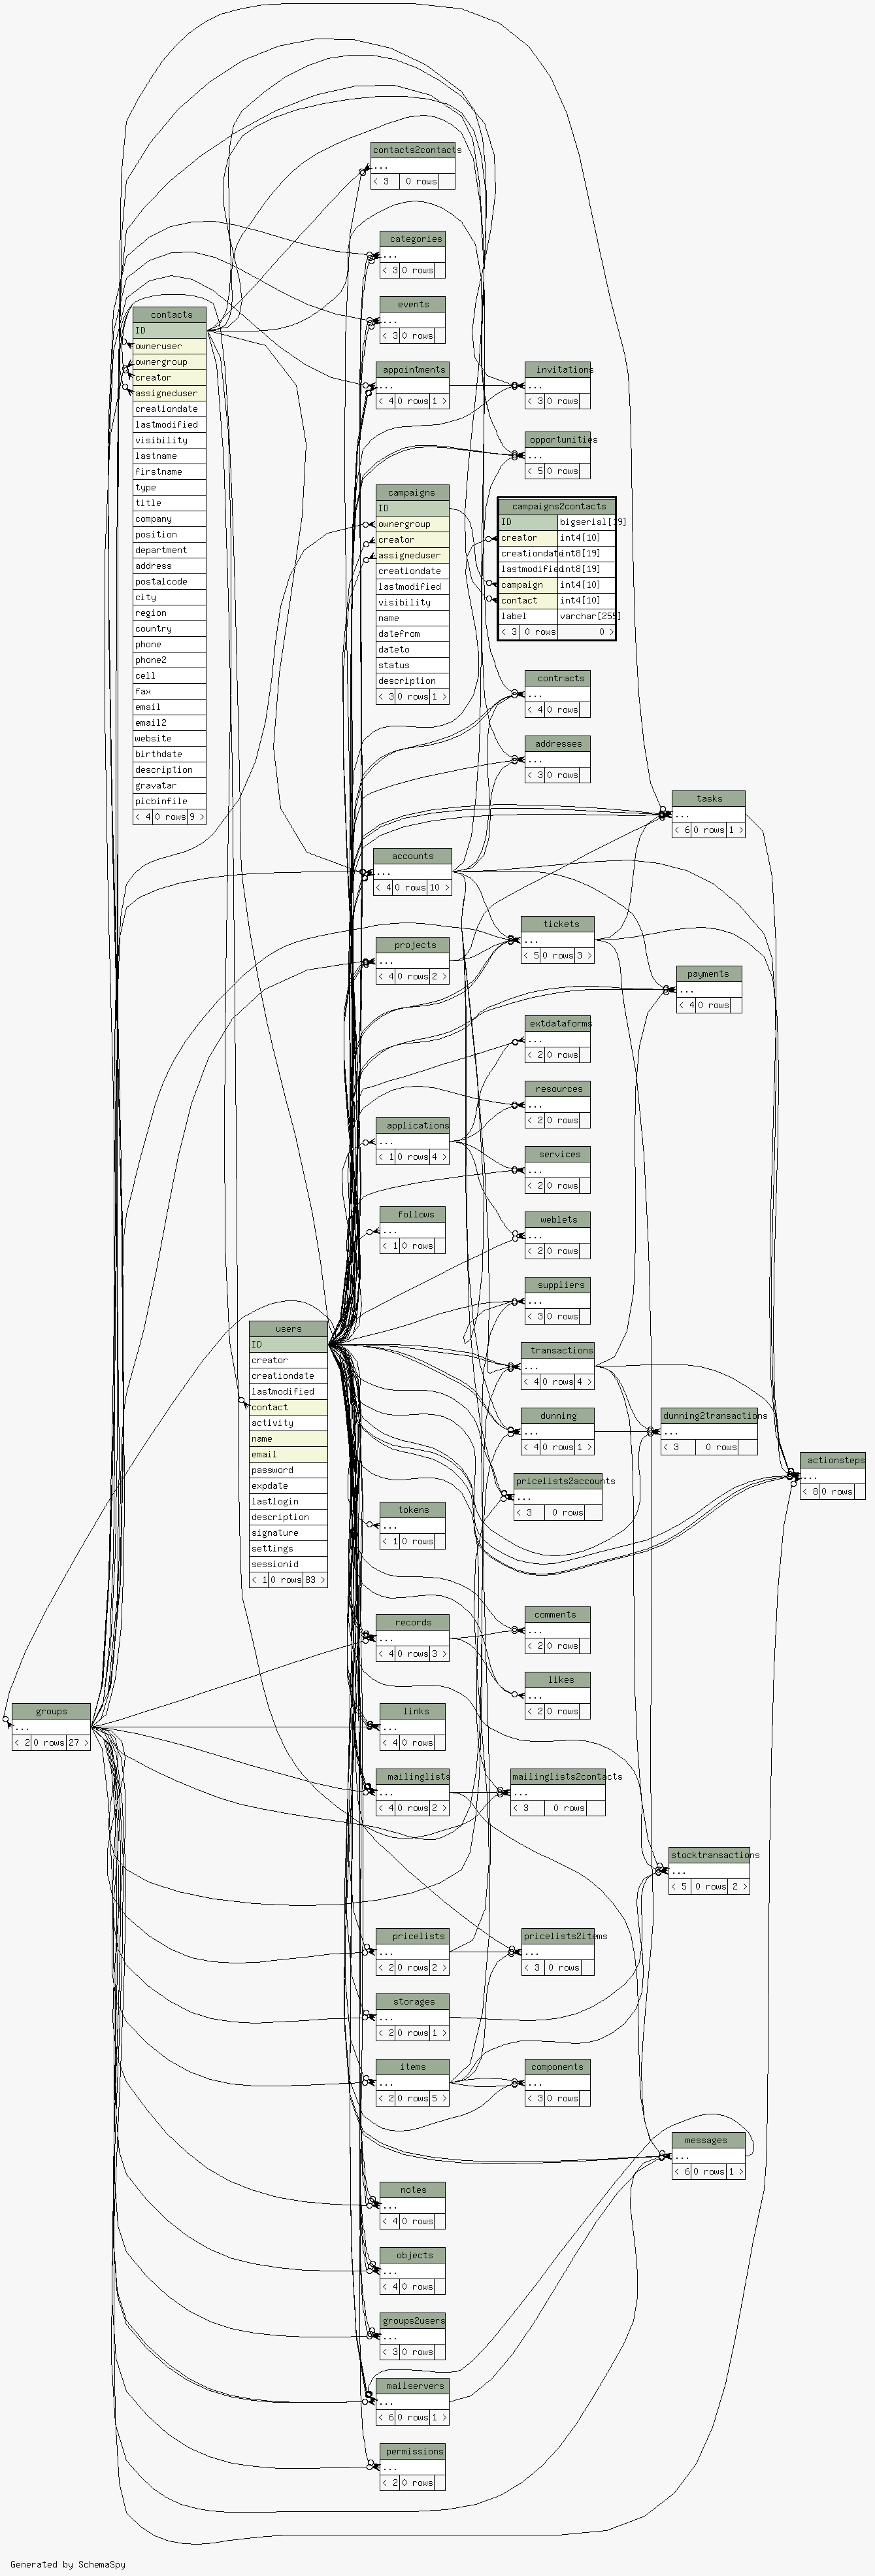 contacts2contacts
...
< 3 0 rows
categories
...
< 3 0 rows
events
...
< 3 0 rows
contacts
ID
owneruser
ownergroup
creator
assigneduser
creationdate
lastmodified
visibility
lastname
firstname
type
title
company
position
department
address
postalcode
city
region
country
phone
phone2
cell
fax
email
email2
website
birthdate
description
gravatar
picbinfile
< 4 0 rows 9 >
appointments
...
< 4 0 rows 1 >
invitations
...
< 3 0 rows
opportunities
...
< 5 0 rows
campaigns
ID
ownergroup
creator
assigneduser
creationdate
lastmodified
visibility
name
datefrom
dateto
status
description
< 3 0 rows 1 >
campaigns2contacts
ID bigserial[19]
creator int4[10]
creationdate int8[19]
lastmodified int8[19]
campaign int4[10]
contact int4[10]
label varchar[255]
< 3 0 rows 0 >
contracts
...
< 4 0 rows
addresses
...
< 3 0 rows
tasks
...
< 6 0 rows 1 >
accounts
...
< 4 0 rows 10 >
tickets
...
< 5 0 rows 3 >
projects
...
< 4 0 rows 2 >
payments
...
< 4 0 rows
extdataforms
...
< 2 0 rows
resources
...
< 2 0 rows
applications
...
< 1 0 rows 4 >
services
...
< 2 0 rows
follows
...
< 1 0 rows
weblets
...
< 2 0 rows
suppliers
...
< 3 0 rows
users
ID
creator
creationdate
lastmodified
contact
activity
name
email
password
expdate
lastlogin
description
signature
settings
sessionid
< 1 0 rows 83 >
transactions
...
< 4 0 rows 4 >
dunning
...
< 4 0 rows 1 >
dunning2transactions
...
< 3 0 rows
actionsteps
...
< 8 0 rows
pricelists2accounts
...
< 3 0 rows
tokens
...
< 1 0 rows
comments
...
< 2 0 rows
records
...
< 4 0 rows 3 >
likes
...
< 2 0 rows
groups
...
< 2 0 rows 27 >
links
...
< 4 0 rows
mailinglists
...
< 4 0 rows 2 >
mailinglists2contacts
...
< 3 0 rows
stocktransactions
...
< 5 0 rows 2 >
pricelists
...
< 2 0 rows 2 >
pricelists2items
...
< 3 0 rows
storages
...
< 2 0 rows 1 >
items
...
< 2 0 rows 5 >
components
...
< 3 0 rows
messages
...
< 6 0 rows 1 >
notes
...
< 4 0 rows
objects
...
< 4 0 rows
groups2users
...
< 3 0 rows
mailservers
...
< 6 0 rows 1 >
permissions
...
< 2 0 rows
Generated by SchemaSpy